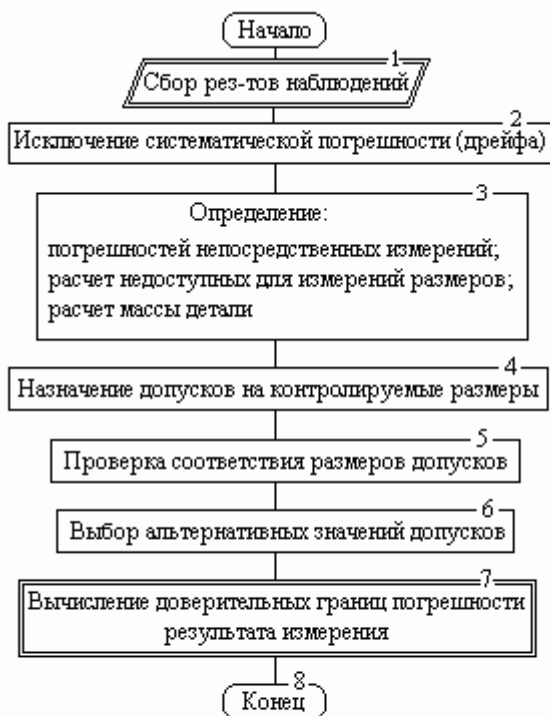 Начало
1
Сбор рез-тов наблюдений
2
Исключение систематической погрешности (дрейфа)
3
Определение:
погрешностей непосредственных измерений;
расчет недоступных для измерений размеров;
расчет массы детали
4
Назначение допусков на контролируемые размеры
5
Проверка соответствия размеров допусков
6
Выбор альтернативных значений допусков
7
Вычисление доверительных границ погрешности
результата измерения
8
Конец